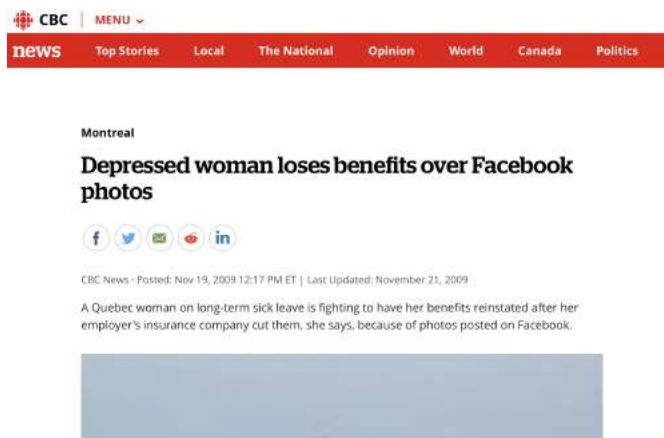 CBC MENU
news Top Stories Local The National Opinion World Canada Politics
Montreal
Depressed woman loses benefits over Facebook
photos
CBC News · Posted: Nov 19, 2009 12:17 PM ET | Last Updated: November 21, 2009
A Quebec woman on long-term sick leave is fighting to have her benefits reinstated after her
employer's insurance company cut them, she says, because of photos posted on Facebook.